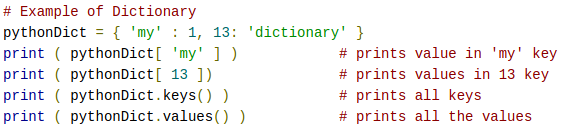 # Example of Dictionary
pythonDict = { 'my' : 1, 13: 'dictionary' }
print ( pythonDict[ 'my' ] )            # prints value in 'my' key
print ( pythonDict[ 13 ])               # prints values in 13 key
print ( pythonDict.keys() )             # prints all keys
print ( pythonDict.values() )           # prints all the values